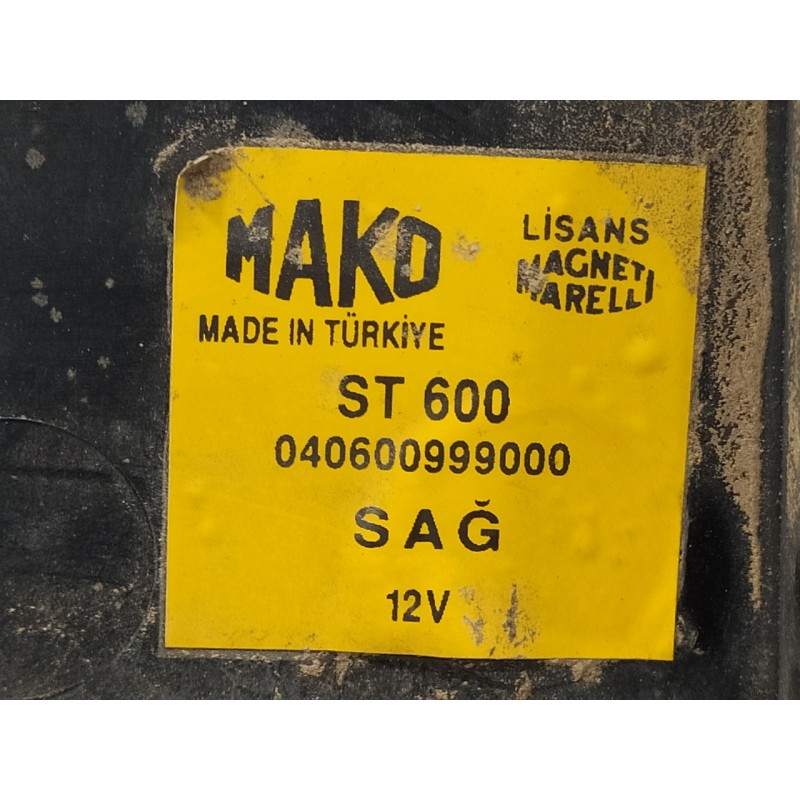 MAKO
LİSANS
MAGNETI
MARELLI
MADE IN TÜRKİYE
ST 600
040600999000
SAĞ
12V